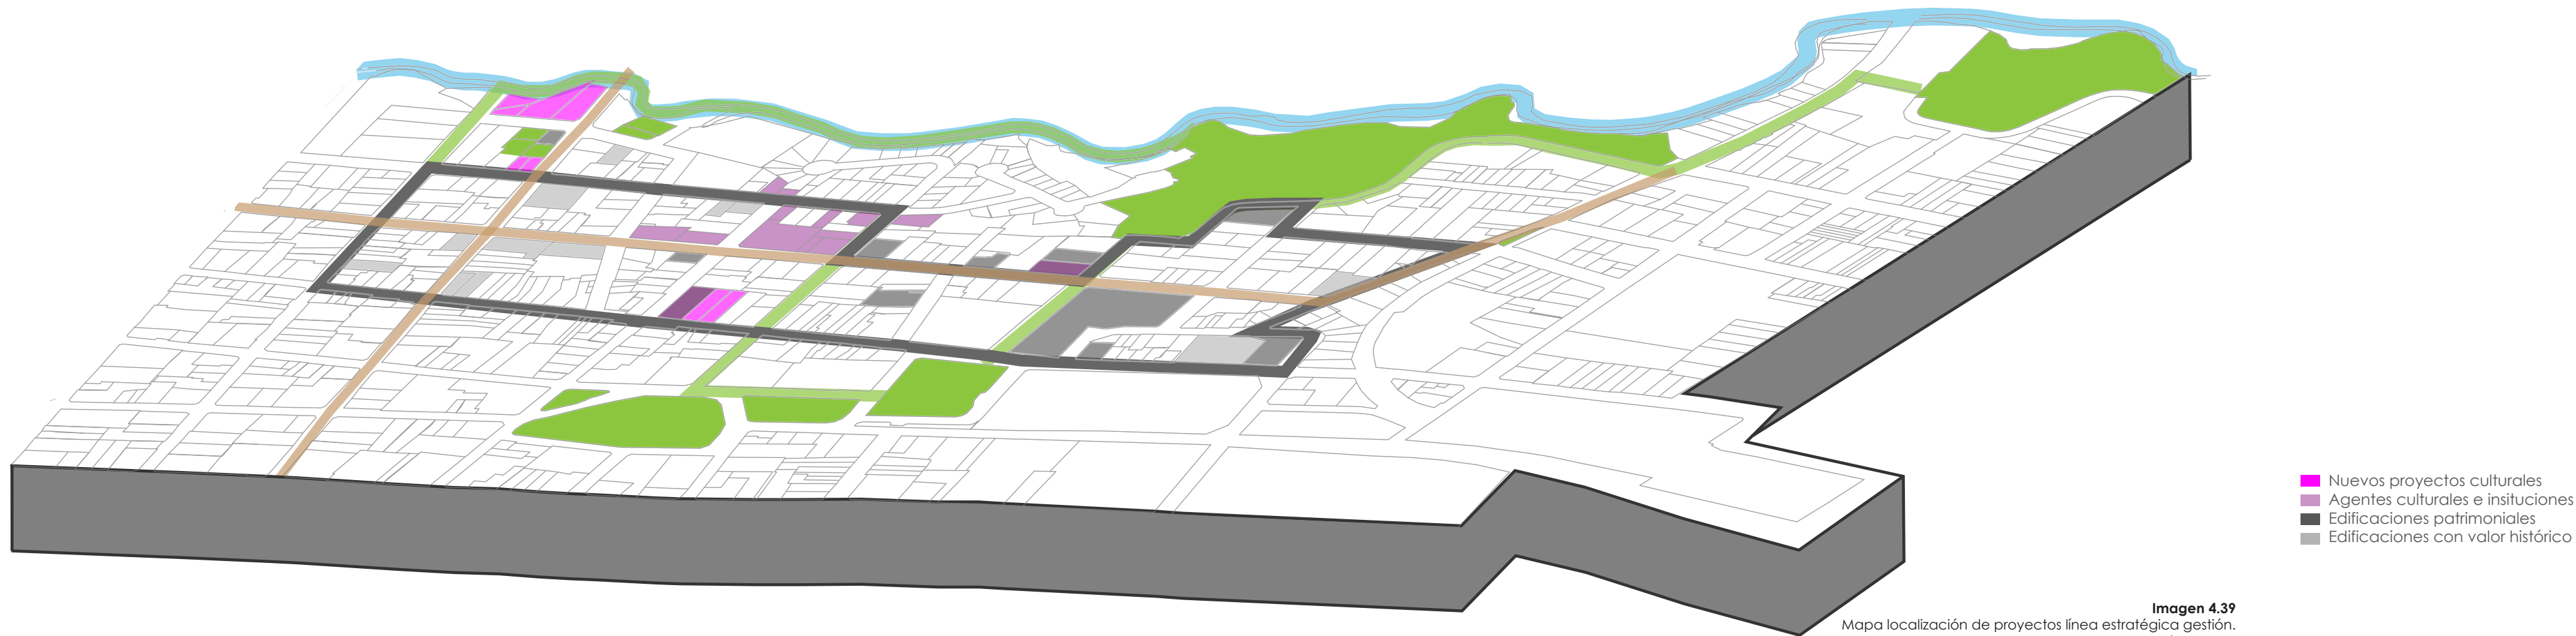 Nuevos proyectos culturales
Agentes culturales e insituciones
Edificaciones patrimoniales
Edificaciones con valor histórico
Imagen 4.39
Mapa localización de proyectos línea estratégica gestión.